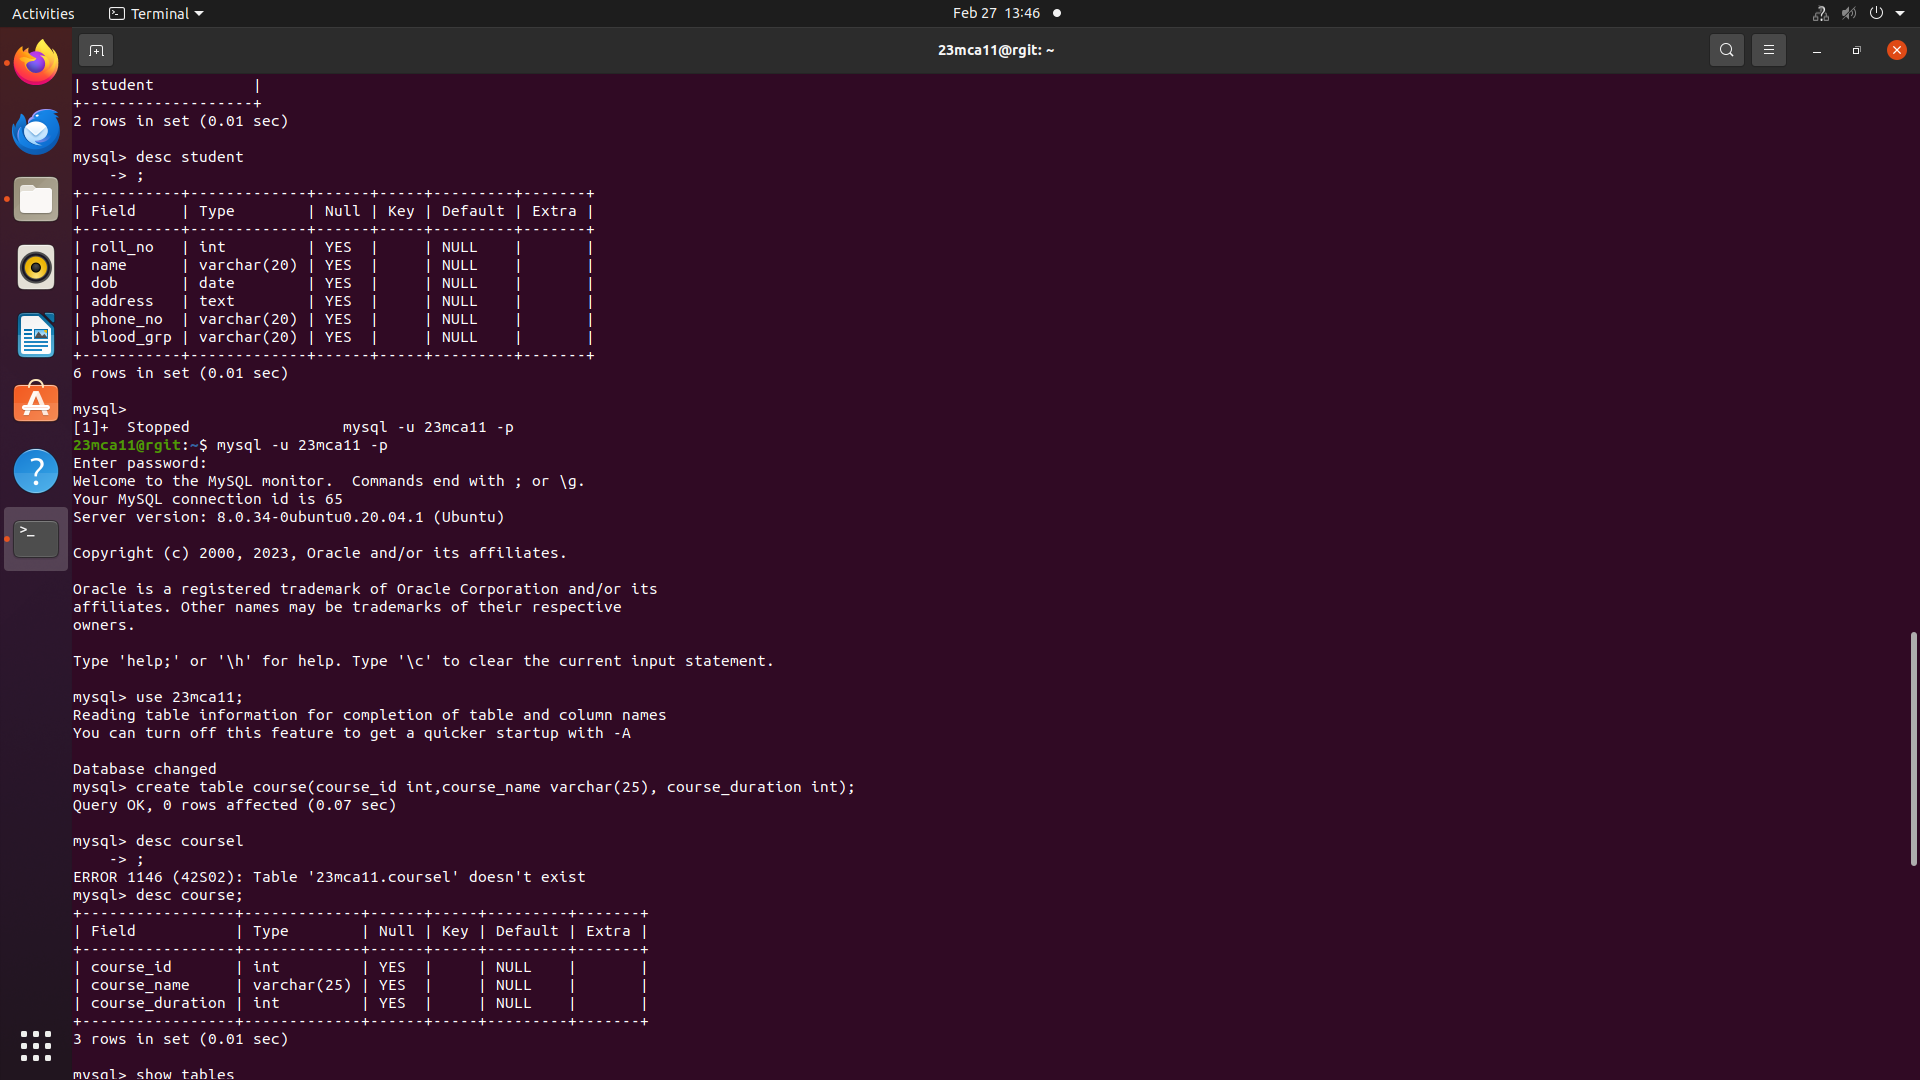 Activities
Terminal
Feb 27 13:46
23mca11@rgit: ~
| student           |
+-------------------+
2 rows in set (0.01 sec)

mysql> desc student
    -> ;
+-----------+-------------+------+-----+---------+-------+
| Field     | Type        | Null | Key | Default | Extra |
+-----------+-------------+------+-----+---------+-------+
| roll_no   | int         | YES  |     | NULL    |       |
| name      | varchar(20) | YES  |     | NULL    |       |
| dob       | date        | YES  |     | NULL    |       |
| address   | text        | YES  |     | NULL    |       |
| phone_no  | varchar(20) | YES  |     | NULL    |       |
| blood_grp | varchar(20) | YES  |     | NULL    |       |
+-----------+-------------+------+-----+---------+-------+
6 rows in set (0.01 sec)

mysql>
[1]+  Stopped                 mysql -u 23mca11 -p
23mca11@rgit:~$ mysql -u 23mca11 -p
Enter password:
Welcome to the MySQL monitor.  Commands end with ; or \g.
Your MySQL connection id is 65
Server version: 8.0.34-0ubuntu0.20.04.1 (Ubuntu)

Copyright (c) 2000, 2023, Oracle and/or its affiliates.

Oracle is a registered trademark of Oracle Corporation and/or its
affiliates. Other names may be trademarks of their respective
owners.

Type 'help;' or '\h' for help. Type '\c' to clear the current input statement.

mysql> use 23mca11;
Reading table information for completion of table and column names
You can turn off this feature to get a quicker startup with -A

Database changed
mysql> create table course(course_id int,course_name varchar(25), course_duration int);
Query OK, 0 rows affected (0.07 sec)

mysql> desc coursel
    -> ;
ERROR 1146 (42S02): Table '23mca11.coursel' doesn't exist
mysql> desc course;
+-----------------+-------------+------+-----+---------+-------+
| Field           | Type        | Null | Key | Default | Extra |
+-----------------+-------------+------+-----+---------+-------+
| course_id       | int         | YES  |     | NULL    |       |
| course_name     | varchar(25) | YES  |     | NULL    |       |
| course_duration | int         | YES  |     | NULL    |       |
+-----------------+-------------+------+-----+---------+-------+
3 rows in set (0.01 sec)

mysql> show tables